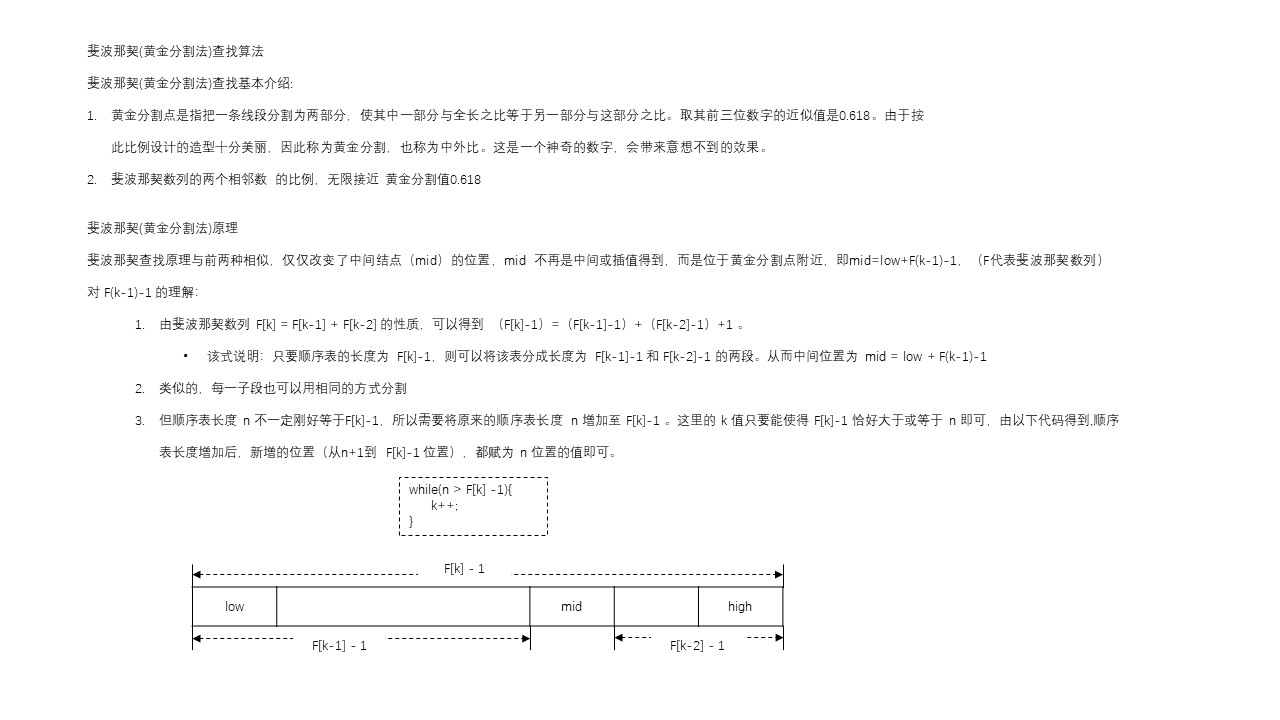 斐波那契(黄金分割法)查找算法
斐波那契(黄金分割法)查找基本介绍:
1. 黄金分割点是指把一条线段分割为两部分，使其中一部分与全长之比等于另一部分与这部分之比。取其前三位数字的近似值是0.618。由于按
此比例设计的造型十分美丽，因此称为黄金分割，也称为中外比。这是一个神奇的数字，会带来意想不到的效果。
2. 斐波那契数列的两个相邻数 的比例，无限接近 黄金分割值0.618
斐波那契(黄金分割法)原理
斐波那契查找原理与前两种相似，仅仅改变了中间结点（mid）的位置，mid 不再是中间或插值得到，而是位于黄金分割点附近，即mid=low+F(k-1)-1，（F代表斐波那契数列）
对 F(k-1)-1 的理解：
1. 由斐波那契数列 F[k] = F[k-1] + F[k-2] 的性质，可以得到 （F[k]-1）=（F[k-1]-1）+（F[k-2]-1）+1 。
• 该式说明：只要顺序表的长度为 F[k]-1，则可以将该表分成长度为 F[k-1]-1 和 F[k-2]-1 的两段。从而中间位置为 mid = low + F(k-1)-1
2. 类似的，每一子段也可以用相同的方式分割
3. 但顺序表长度 n 不一定刚好等于F[k]-1，所以需要将原来的顺序表长度 n 增加至 F[k]-1 。这里的 k 值只要能使得 F[k]-1 恰好大于或等于 n 即可，由以下代码得到,顺序
表长度增加后，新增的位置（从n+1到 F[k]-1 位置），都赋为 n 位置的值即可。
while(n > F[k] -1){
k++;
}
F[k] - 1
low mid high
F[k-1] - 1 F[k-2] - 1